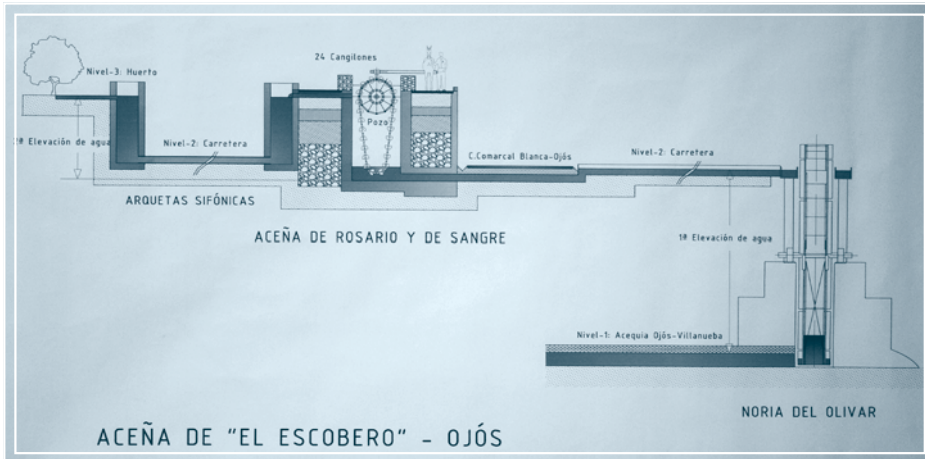 24 Cangilones
Nivel-3: Huerto
Pozo
2ª Elevación de agua
Nivel-2: Carretera
C.Comarcal Blanca-Ojós
Nivel-2: Carretera
ARQUETAS SIFÓNICAS
ACEÑA DE ROSARIO Y DE SANGRE
1ª Elevación de agua
Nivel-1: Acequia Ojós-Villanueba
NORIA DEL OLIVAR
ACEÑA DE "EL ESCOBERO" - OJÓS